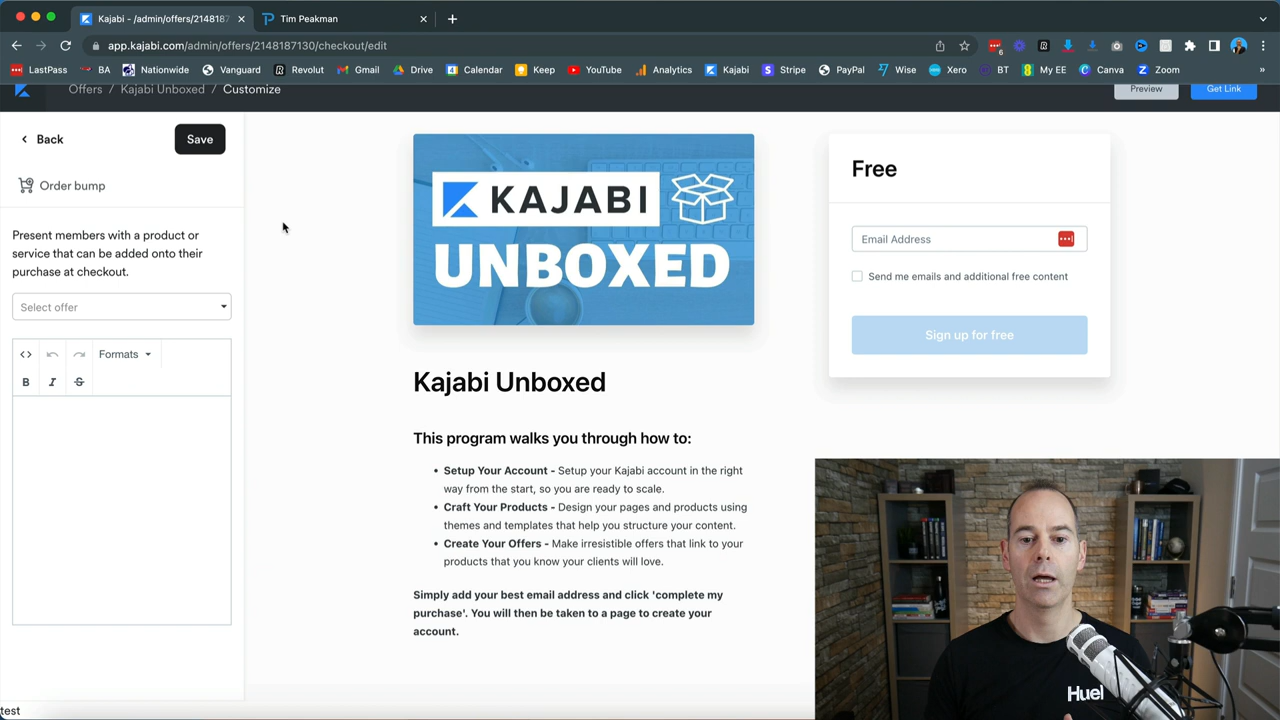 Kajabi - /admin/offers/2148187
Tim Peakman
app.kajabi.com/admin/offers/2148187130/checkout/edit
6
LastPass
BA
Nationwide
Vanguard
Revolut
Gmail
Drive
Calendar
Keep
YouTube
Analytics
Kajabi
Stripe
PayPal
Wise
Xero
BT
My EE
Canva
Zoom
»
Offers / Kajabi Unboxed / Customize
Preview
Get Link
Back
Save
Order bump
Present members with a product or
service that can be added onto their
purchase at checkout.
Select offer
Formats
B I S
test
KAJABI
UNBOXED
Kajabi Unboxed
This program walks you through how to:
• Setup Your Account - Setup your Kajabi account in the right
way from the start, so you are ready to scale.
• Craft Your Products - Design your pages and products using
themes and templates that help you structure your content.
• Create Your Offers - Make irresistible offers that link to your
products that you know your clients will love.
Simply add your best email address and click 'complete my
purchase'. You will then be taken to a page to create your
account.
Free
Email Address
Send me emails and additional free content
Sign up for free
Huel